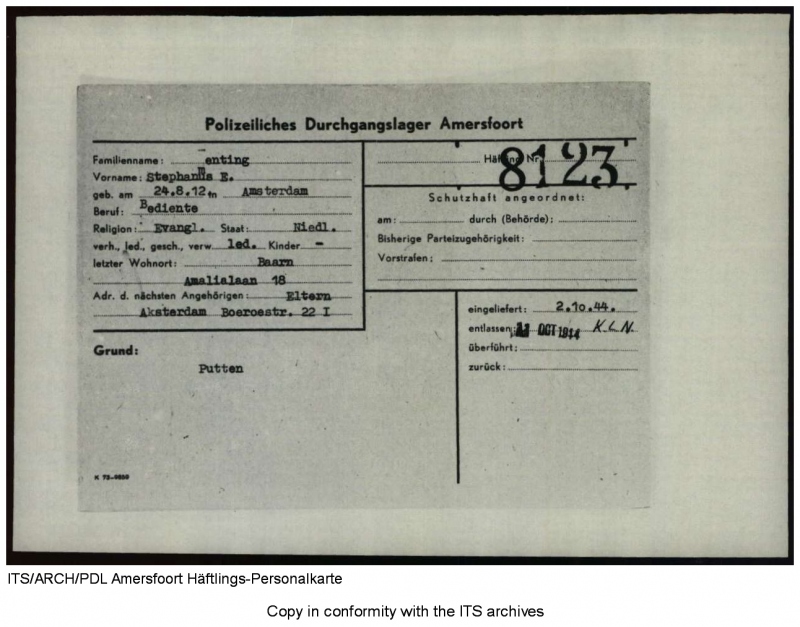 Polizeiliches Durchgangslager Amersfoort
Familienname: enting
Vorname: Stephanus E.
geb. am 24.8.12 in Amsterdam
Beruf: Bediente
Religion: Evangl. Staat: Niedl.
verh., led., gesch., verw. led. Kinder -
letzter Wohnort: Baarn
Amalialaan 18
Adr. d. nächsten Angehörigen: Eltern
Aksterdam Boeroestr. 22 I
Häftling Nr. 8123
Schutzhaft angeordnet:
am: durch (Behörde):
Bisherige Parteizugehörigkeit:
Vorstrafen:
eingeliefert: 2.10.44.
entlassen: OCT 1944 K.L.N.
überführt:
zurück:
Grund:
Putten
ITS/ARCH/PDL Amersfoort Häftlings-Personalkarte
Copy in conformity with the ITS archives